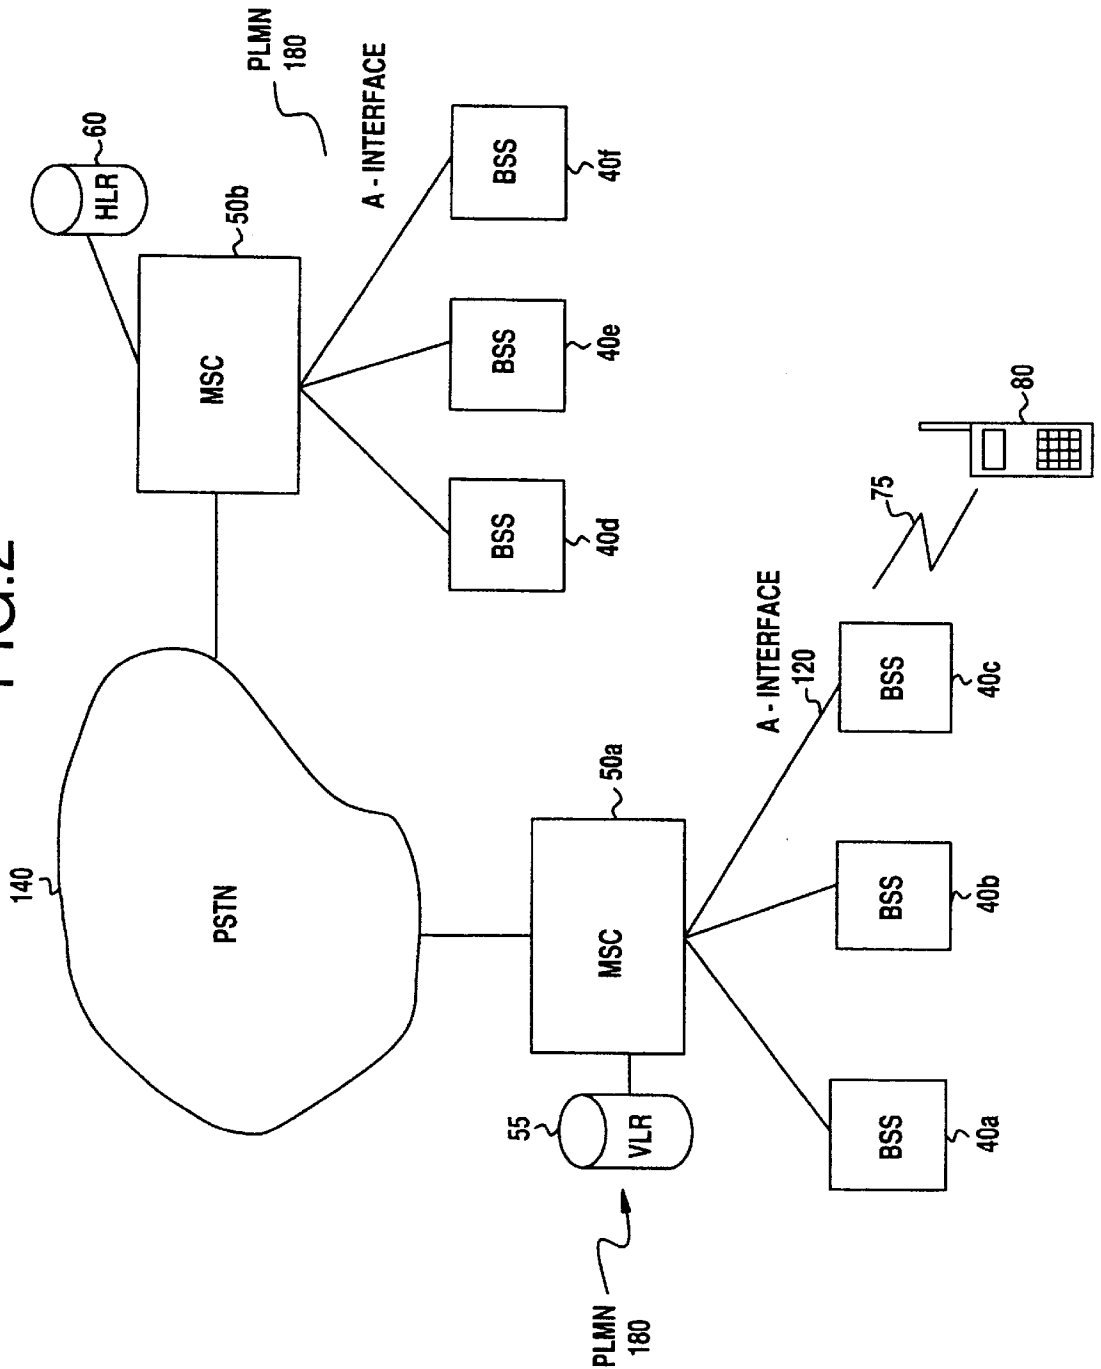 FIG.2
140
60
HLR
50b
PSTN
MSC
PLMN
180
A - INTERFACE
BSS
BSS
BSS
40d
40e
40f
55
VLR
MSC
50a
PLMN
180
A - INTERFACE
120
75
BSS
BSS
BSS
40a
40b
40c
80